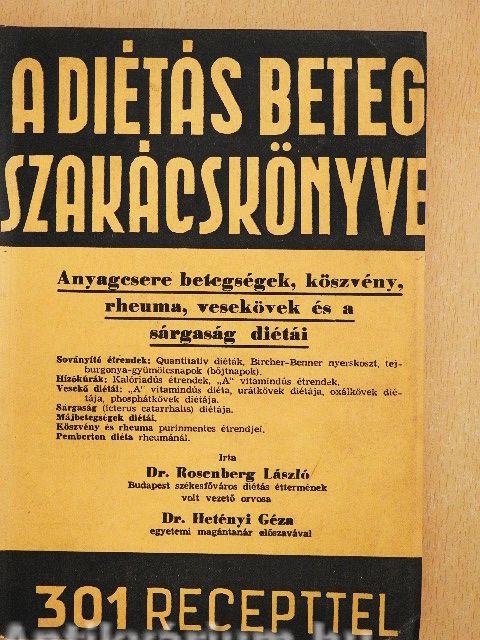 A DIÉTÁS BETEG
SZAKÁCSKÖNYVE
Anyagcsere betegségek, köszvény,
rheuma, vesekövek és a
sárgaság diétái
Soványító étrendek: Quantitativ diéták, Bircher-Benner nyerskoszt, tej-
burgonya-gyümölcsnapok (böjtnapok).
Hízókúrák: Kalóriadús étrendek, „A" vitamindús étrendek.
Vesekő diétái: „A" vitamindús diéta, urátkövek diétája, oxálkövek dié-
tája, phosphátkövek diétája.
Sárgaság (icterus catarrhalis) diétája.
Májbetegségek diétái.
Köszvény és rheuma purinmentes étrendjei.
Pemberton diéta rheumánál.
Irta
Dr. Rosenberg László
Budapest székesfőváros diétás éttermének
volt vezető orvosa
Dr. Hetényi Géza
egyetemi magántanár előszavával
301 RECEPTTEL
Antikvarium.hu